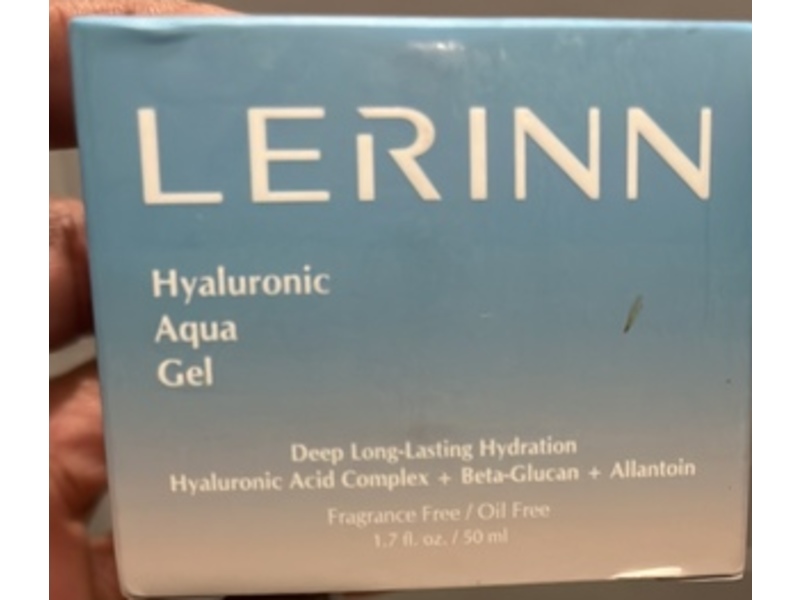 LERINN
Hyaluronic
Aqua
Gel
Deep Long-Lasting Hydration
Hyaluronic Acid Complex + Beta-Glucan + Allantoin
Fragrance Free / Oil Free
1.7 fl. oz. / 50 ml